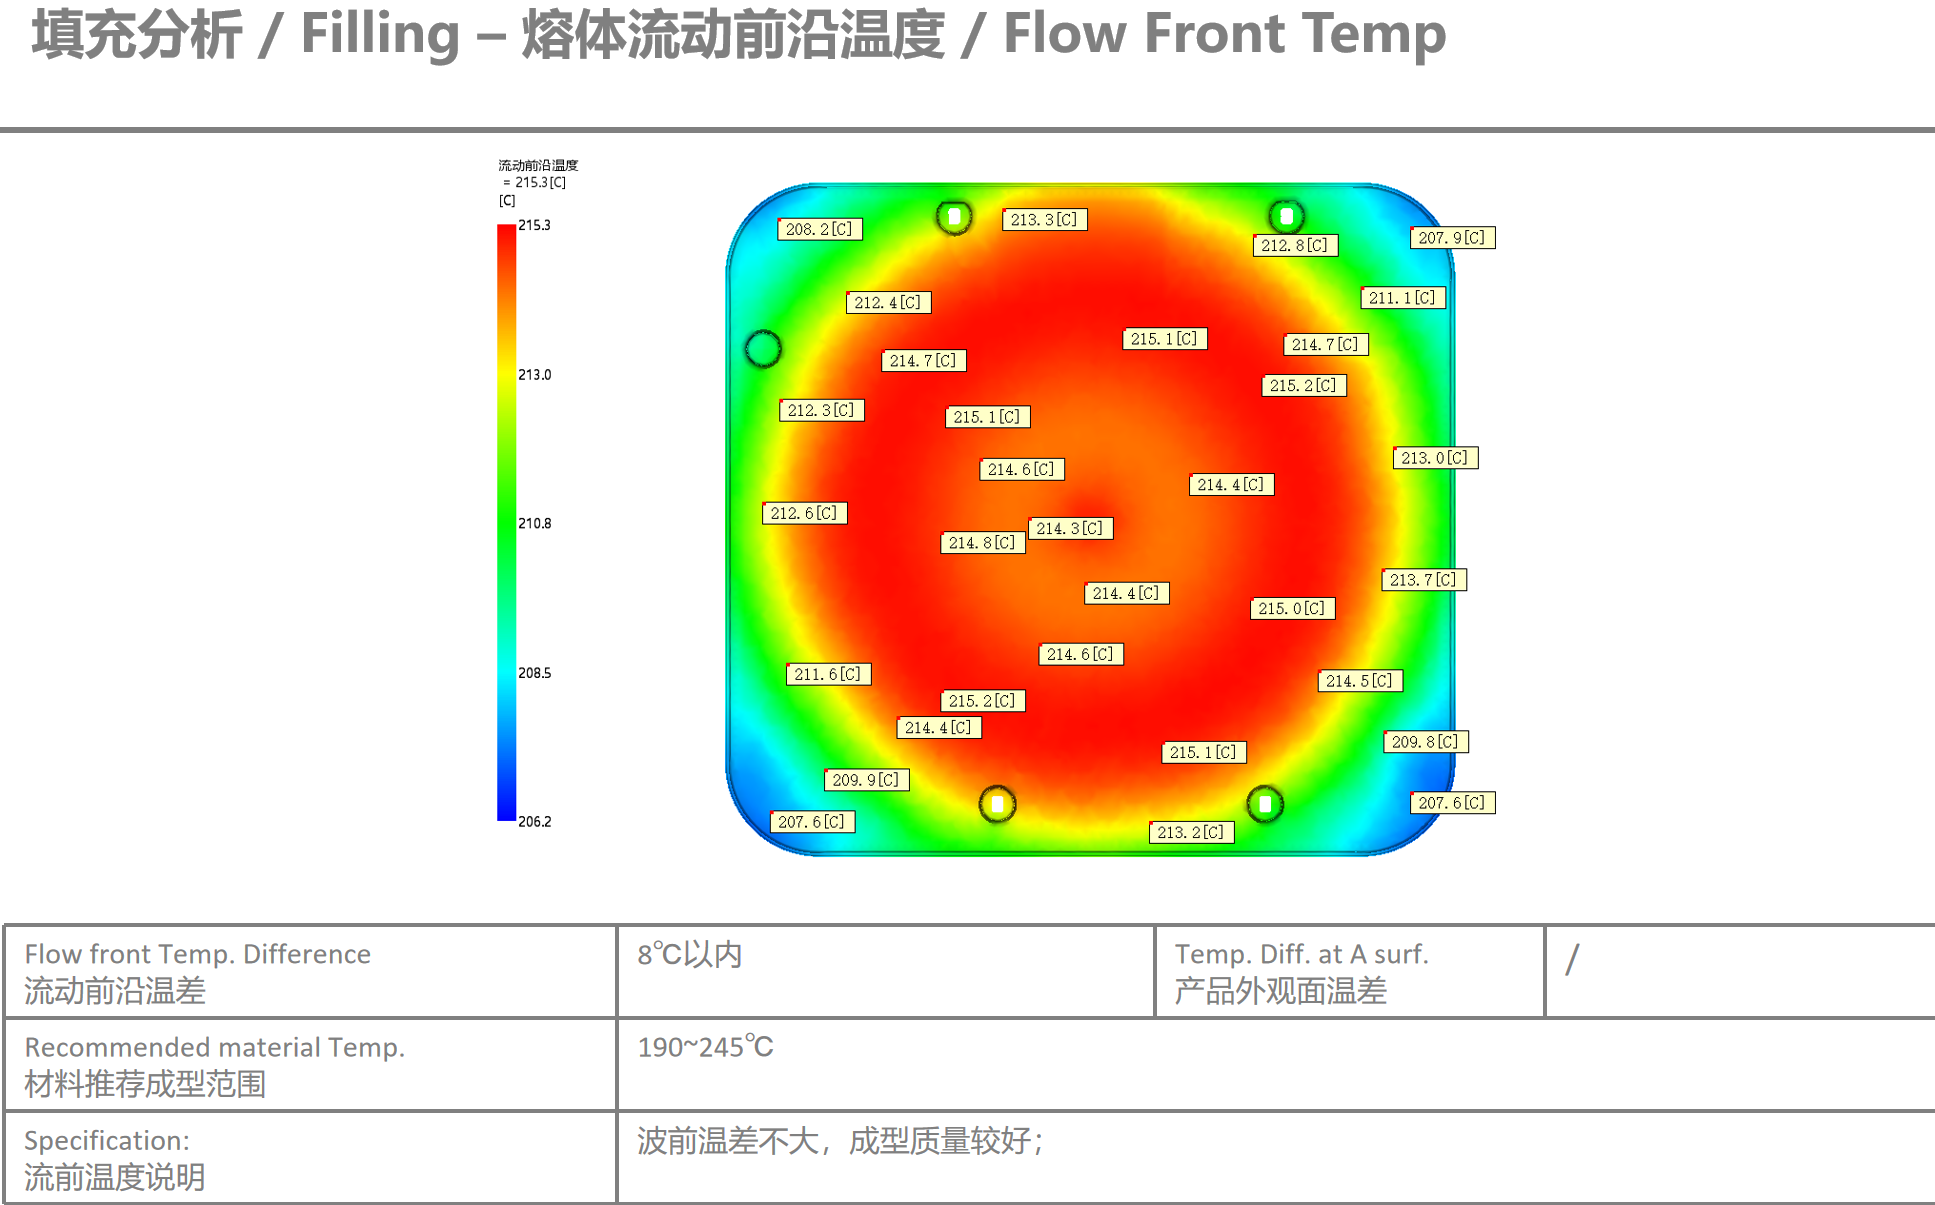 填充分析 / Filling – 熔体流动前沿温度 / Flow Front Temp
流动前沿温度
= 215.3[C]
[C]
215.3
213.0
210.8
208.5
206.2
208.2[C]
213.3[C]
212.8[C]
207.9[C]
212.4[C]
211.1[C]
215.1[C]
214.7[C]
214.7[C]
215.2[C]
212.3[C]
215.1[C]
213.0[C]
214.6[C]
214.4[C]
212.6[C]
214.3[C]
214.8[C]
213.7[C]
214.4[C]
215.0[C]
214.6[C]
211.6[C]
214.5[C]
215.2[C]
214.4[C]
209.8[C]
215.1[C]
209.9[C]
207.6[C]
207.6[C]
213.2[C]
Flow front Temp. Difference
流动前沿温差
8℃以内
Temp. Diff. at A surf.
产品外观面温差
/
Recommended material Temp.
材料推荐成型范围
190~245℃
Specification:
流前温度说明
波前温差不大，成型质量较好；